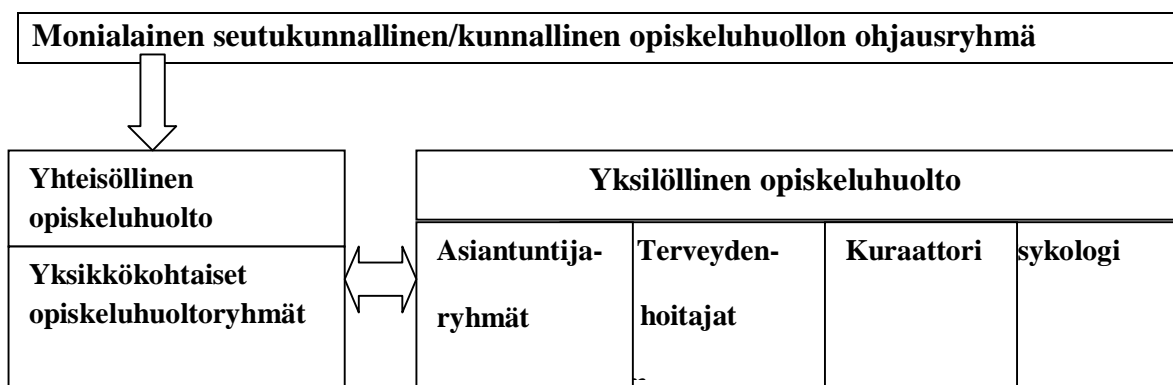 Monialainen seutukunnallinen/kunnallinen opiskeluhuollon ohjausryhmä
Yhteisöllinen
opiskeluhuolto
Yksikkökohtaiset
opiskeluhuoltoryhmät
Yksilöllinen opiskeluhuolto
Asiantuntija-
ryhmät
Terveyden-
hoitajat
Kuraattori
sykologi